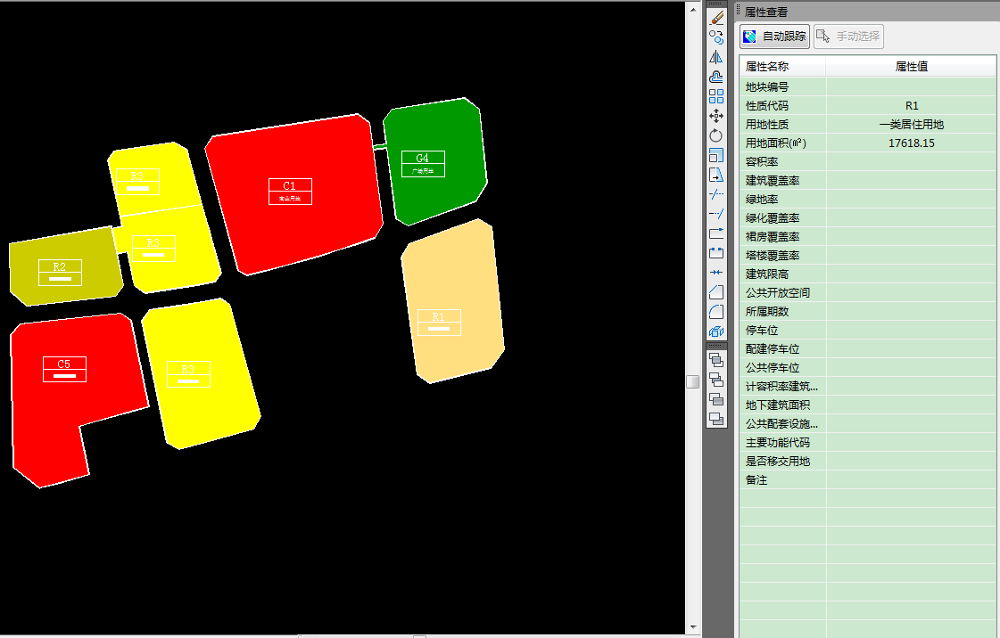 属性查看
自动跟踪 手动选择
属性名称 属性值
地块编号
性质代码 R1
用地性质 一类居住用地
用地面积(㎡) 17618.15
容积率
建筑覆盖率
绿地率
绿化覆盖率
裙房覆盖率
塔楼覆盖率
建筑限高
公共开放空间
所属期数
停车位
配建停车位
公共停车位
计容积率建筑...
地下建筑面积
公共配套设施...
主要功能代码
是否移交用地
备注
G4
广场用地
C1
商业用地
R2
R1
C5